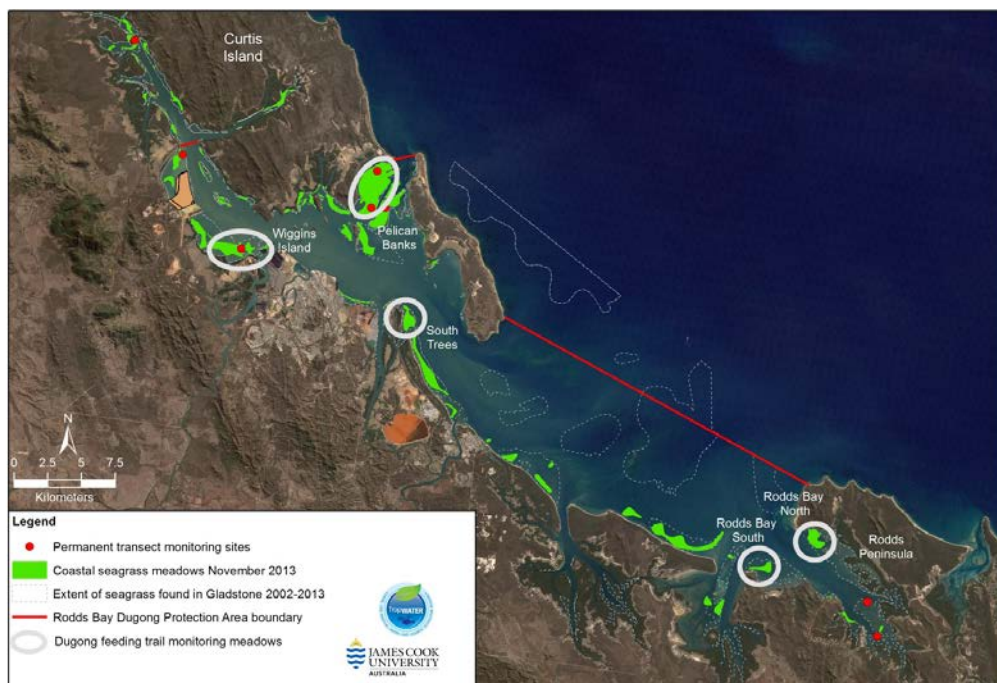 Curtis
Island
Pelican
Banks
Wiggins
Island
South
Trees
N
0 2.5 5 7.5
Kilometers
Rodds Bay
North
Rodds Bay
South
Rodds
Peninsula
Legend
Permanent transect monitoring sites
Coastal seagrass meadows November 2013
Extent of seagrass found in Gladstone 2002-2013
Rodds Bay Dugong Protection Area boundary
Dugong feeding trail monitoring meadows
TropWATER
JAMES COOK
UNIVERSITY
AUSTRALIA